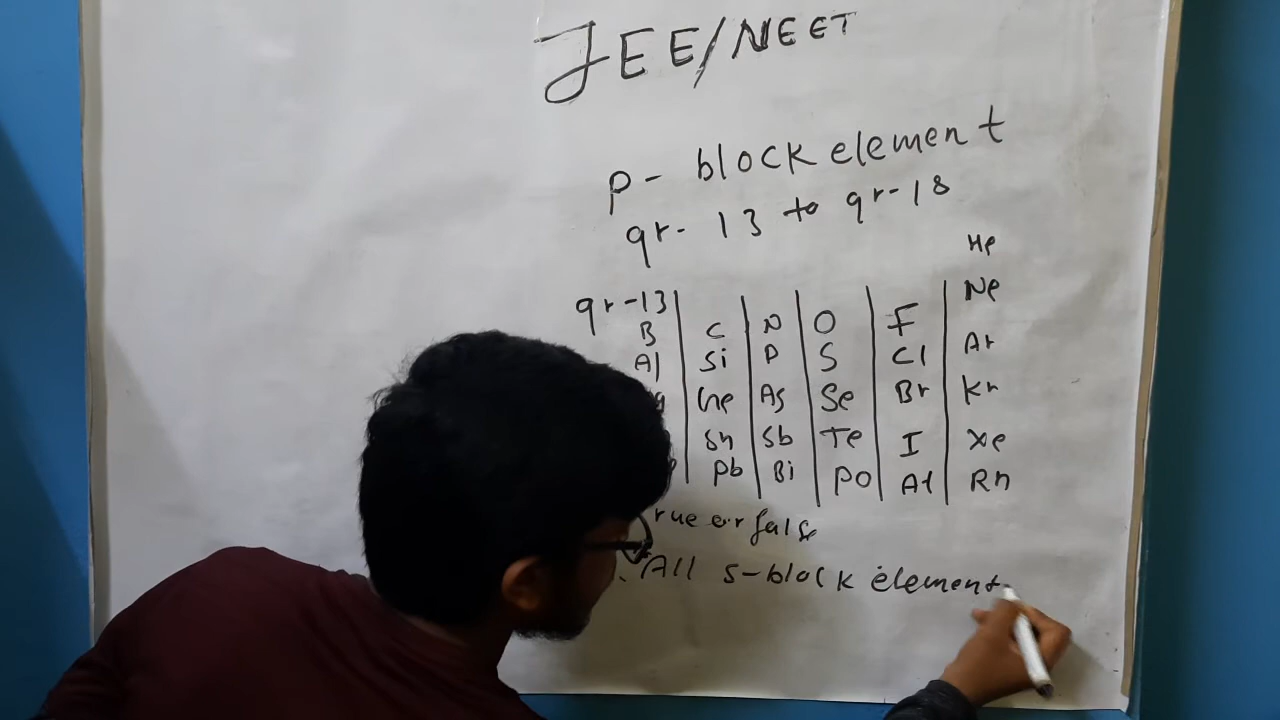 JEE/NEET
p- block element
gr- 13 to gr-18
He
gr-13 Ne
B C N O F
Al Si P S Cl Ar
Ge As Se Br Kr
Sn Sb Te I Xe
Pb Bi Po At Rn
rue or false
. All s-block element